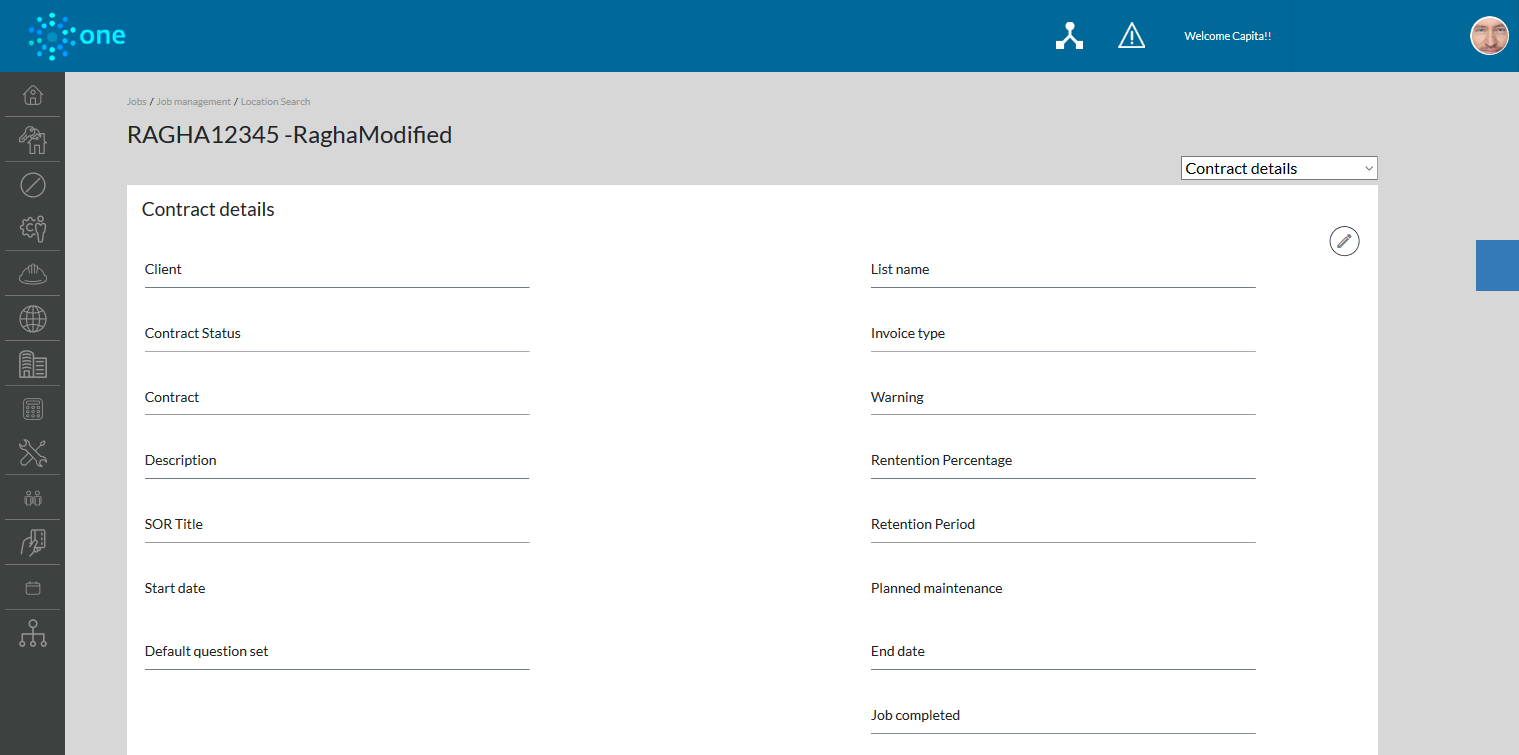 one
Welcome Capita!!
Jobs / Job management / Location Search
RAGHA12345 -RaghaModified
Contract details
Contract details
Client
List name
Contract Status
Invoice type
Contract
Warning
Description
Rentention Percentage
SOR Title
Retention Period
Start date
Planned maintenance
Default question set
End date
Job completed